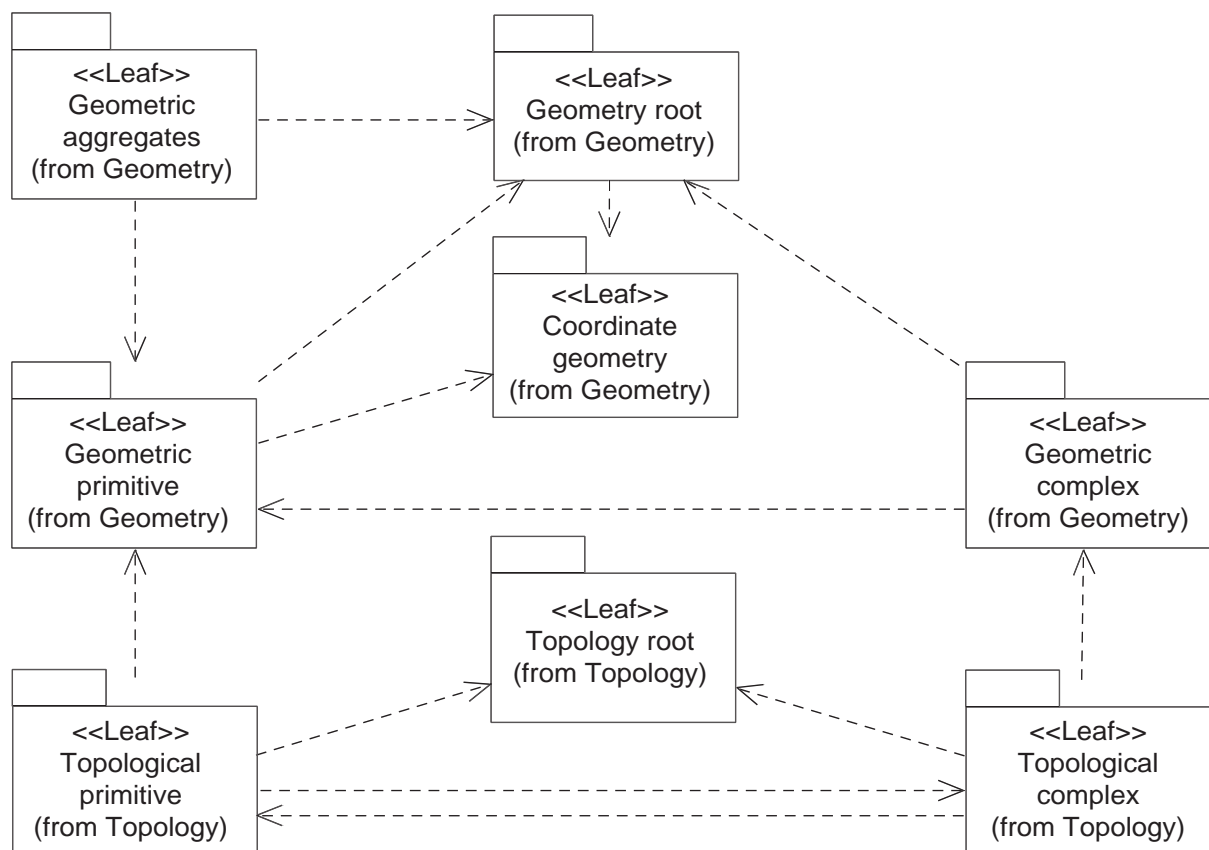 <<Leaf>>
Geometric
aggregates
(from Geometry)
<<Leaf>>
Geometry root
(from Geometry)
<<Leaf>>
Coordinate
geometry
(from Geometry)
<<Leaf>>
Geometric
primitive
(from Geometry)
<<Leaf>>
Geometric
complex
(from Geometry)
<<Leaf>>
Topology root
(from Topology)
<<Leaf>>
Topological
primitive
(from Topology)
<<Leaf>>
Topological
complex
(from Topology)